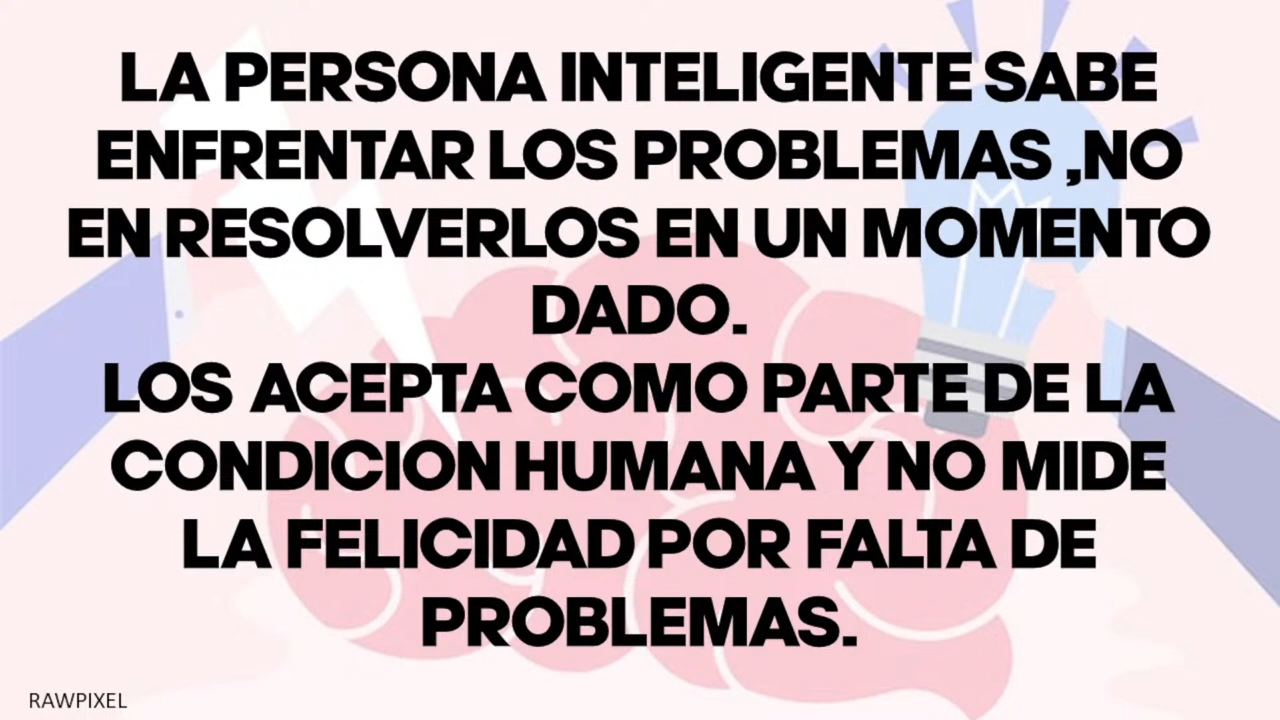 LA PERSONA INTELIGENTE SABE
ENFRENTAR LOS PROBLEMAS ,NO
EN RESOLVERLOS EN UN MOMENTO
DADO.
LOS ACEPTA COMO PARTE DE LA
CONDICION HUMANA Y NO MIDE
LA FELICIDAD POR FALTA DE
PROBLEMAS.
RAWPIXEL